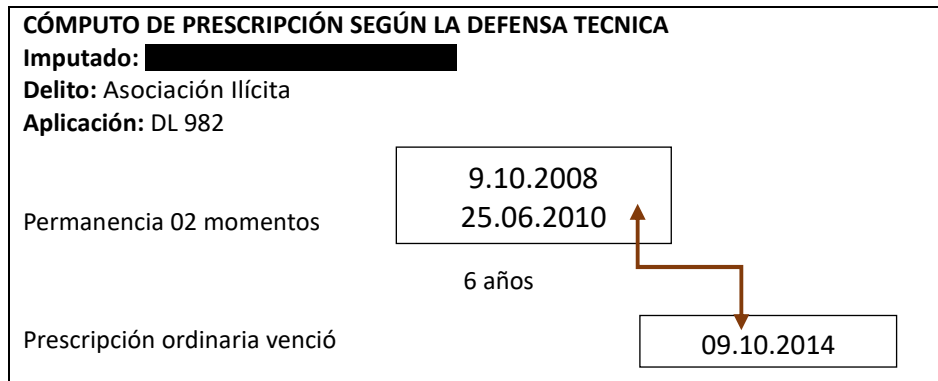 CÓMPUTO DE PRESCRIPCIÓN SEGÚN LA DEFENSA TECNICA
Imputado:
Delito: Asociación Ilícita
Aplicación: DL 982
9.10.2008
Permanencia 02 momentos
25.06.2010
6 años
Prescripción ordinaria venció
09.10.2014